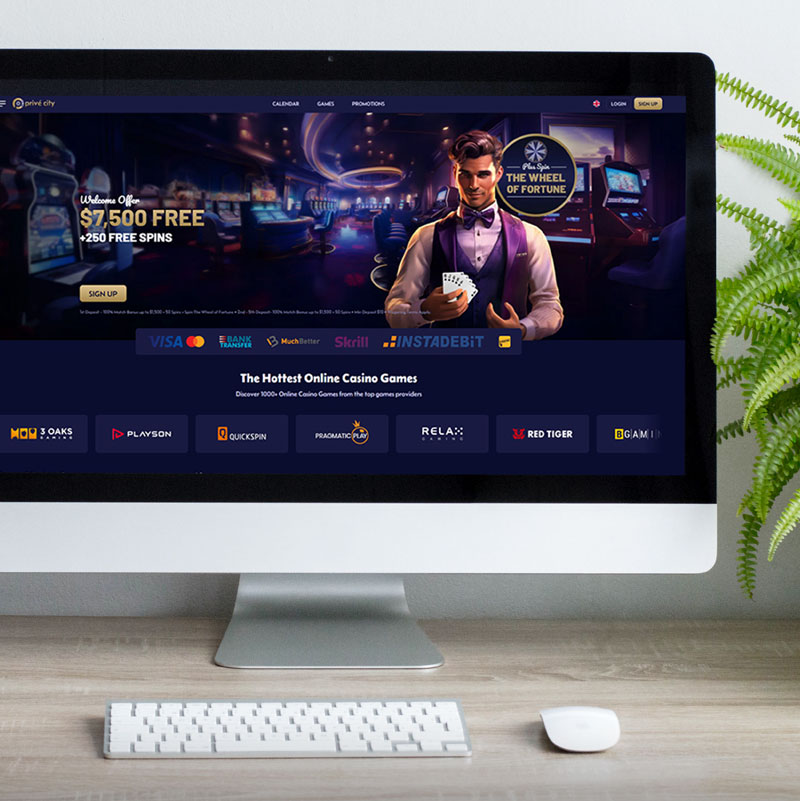 privé city
CALENDAR GAMES PROMOTIONS
LOGIN SIGN UP
Welcome Offer
$7,500 FREE
+250 FREE SPINS
Plus Spin
THE WHEEL
OF FORTUNE
SIGN UP
VISA BANK TRANSFER MuchBetter Skrill INSTADEBIT
The Hottest Online Casino Games
Discover 1000+ Online Casino Games from the top games providers
3 OAKS GAMING PLAYSON QUICKSPIN PRAGMATIC PLAY RELAX GAMING RED TIGER BGAMI